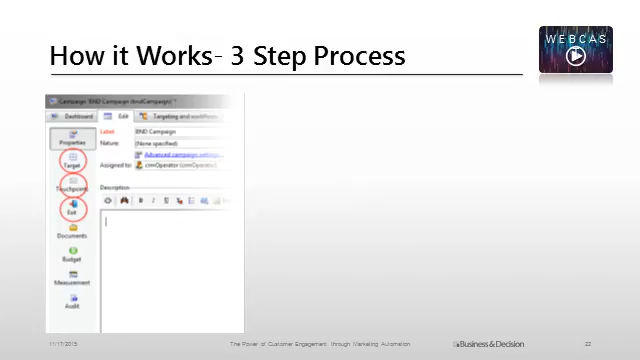 WEBCAS
How it Works- 3 Step Process
Campaign 'BND Campaign' (bndCampaign) *
Dashboard Edit Targeting and workflows
Label: BND Campaign
Nature: (None specified)
Advanced campaign settings
Assigned to: crmOperator (crmOperator)
Description
B I U
Properties
Target
Touchpoint
Exit
Documents
Budget
Measurement
Audit
11/17/2015 The Power of Customer Engagement, through Marketing Automation Business & Decision 22